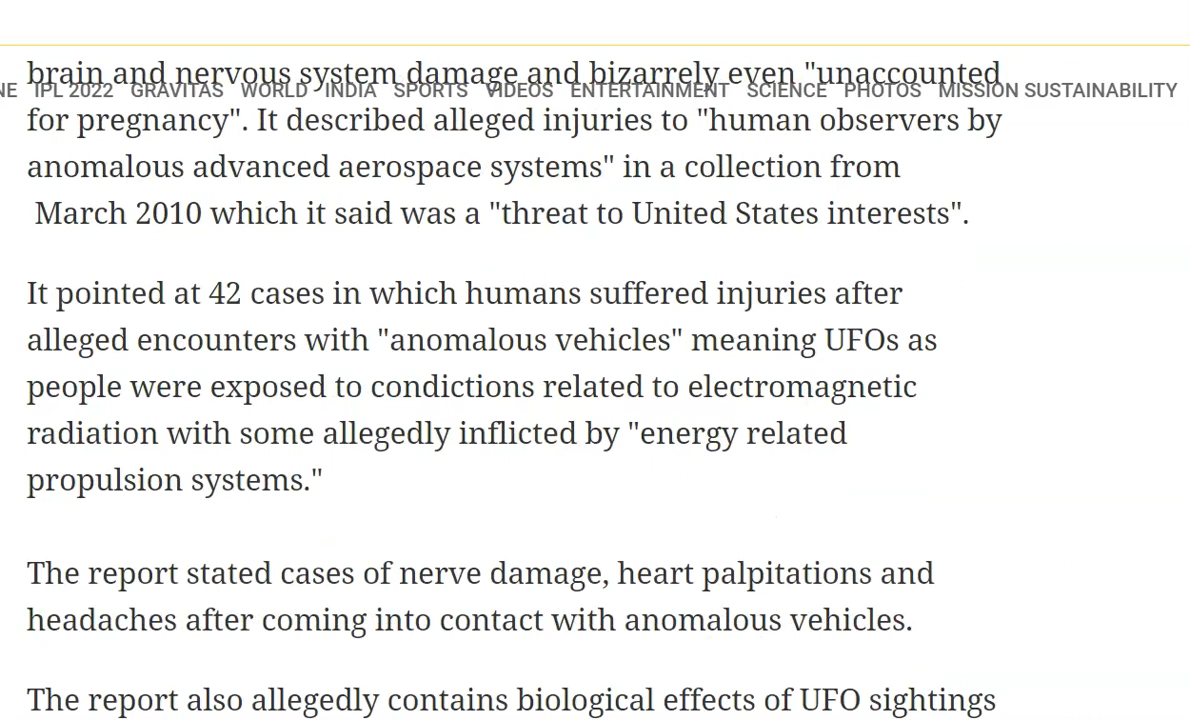 brain and nervous system damage and bizarrely even "unaccounted
NE IPL 2022 GRAVITAS WORLD INDIA SPORTS VIDEOS ENTERTAINMENT SCIENCE PHOTOS MISSION SUSTAINABILITY
for pregnancy". It described alleged injuries to "human observers by
anomalous advanced aerospace systems" in a collection from
March 2010 which it said was a "threat to United States interests".
It pointed at 42 cases in which humans suffered injuries after
alleged encounters with "anomalous vehicles" meaning UFOs as
people were exposed to condictions related to electromagnetic
radiation with some allegedly inflicted by "energy related
propulsion systems."
The report stated cases of nerve damage, heart palpitations and
headaches after coming into contact with anomalous vehicles.
The report also allegedly contains biological effects of UFO sightings